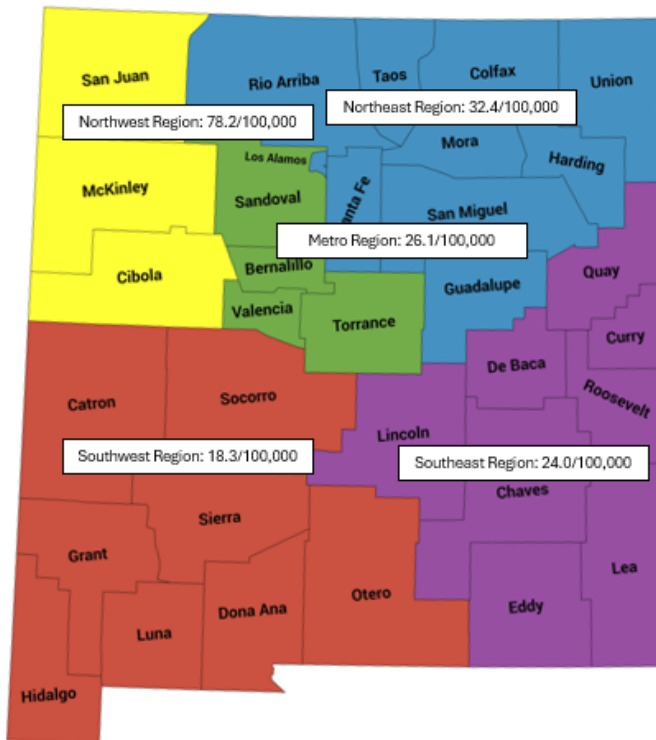 San Juan
Rio Arriba
Taos
Colfax
Union
Northwest Region: 78.2/100,000
Northeast Region: 32.4/100,000
Mora
Los Alamos
Harding
McKinley
Sandoval
anta Fe
San Miguel
Metro Region: 26.1/100,000
Cibola
Bernalillo
Quay
Guadalupe
Valencia
Torrance
Curry
De Baca
Roosevelt
Catron
Socorro
Lincoln
Southwest Region: 18.3/100,000
Southeast Region: 24.0/100,000
Chaves
Sierra
Grant
Lea
Otero
Eddy
Dona Ana
Luna
Hidalgo